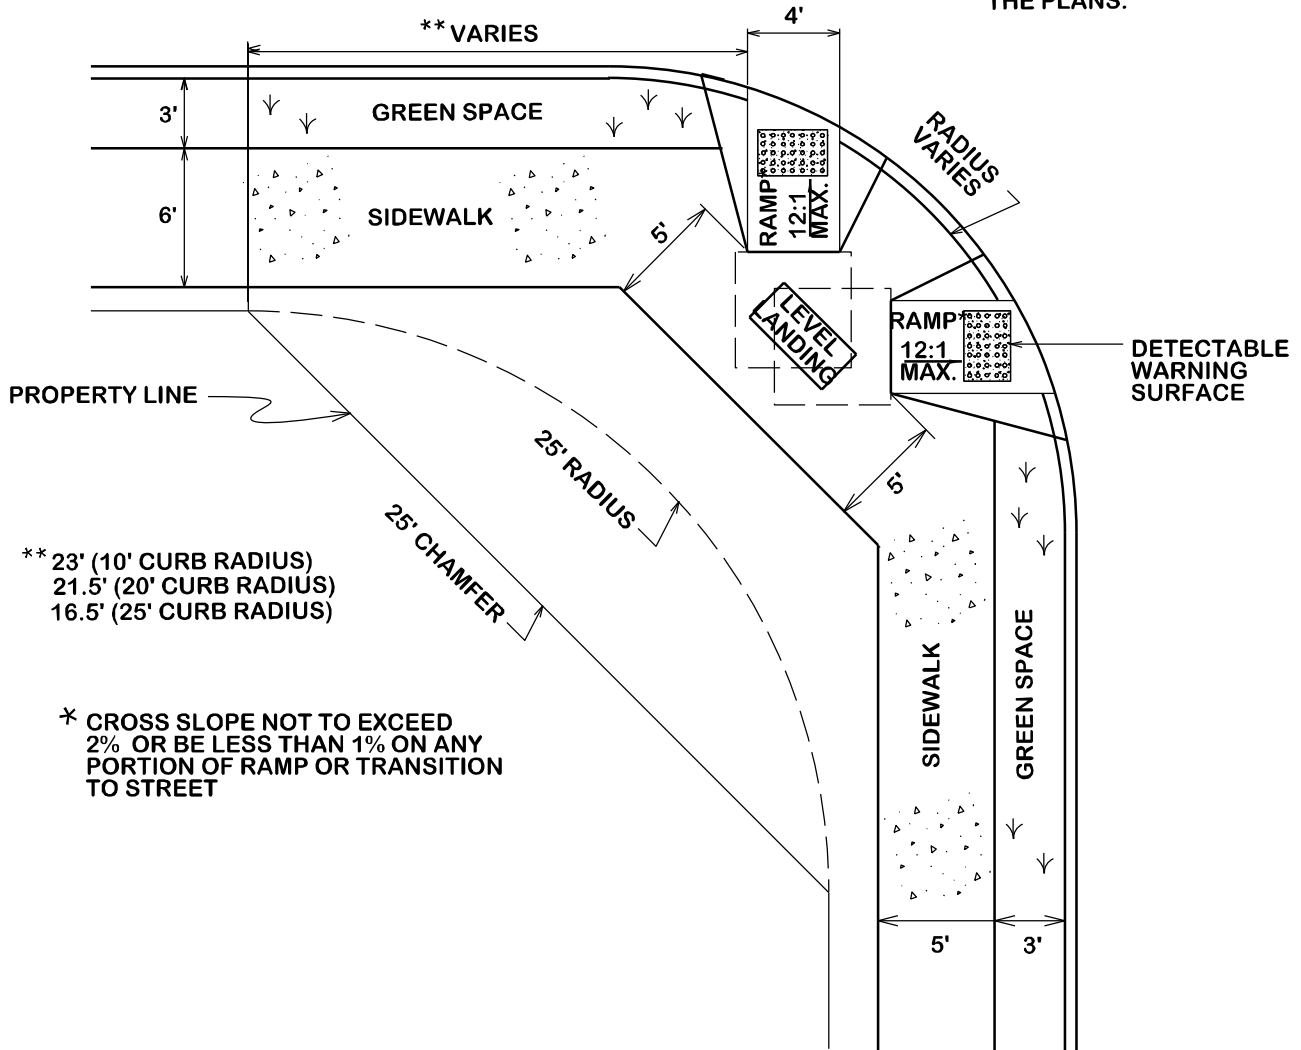 THE PLANS.
** VARIES
4'
3'
GREEN SPACE
RADIUS
VARIES
6'
SIDEWALK
5'
RAMP*
12:1
MAX.
LEVEL
LANDING
RAMP*
12:1
MAX.
DETECTABLE
WARNING
SURFACE
PROPERTY LINE
25' RADIUS
5'
25' CHAMFER
** 23' (10' CURB RADIUS)
21.5' (20' CURB RADIUS)
16.5' (25' CURB RADIUS)
SIDEWALK
GREEN SPACE
* CROSS SLOPE NOT TO EXCEED
2% OR BE LESS THAN 1% ON ANY
PORTION OF RAMP OR TRANSITION
TO STREET
5'
3'